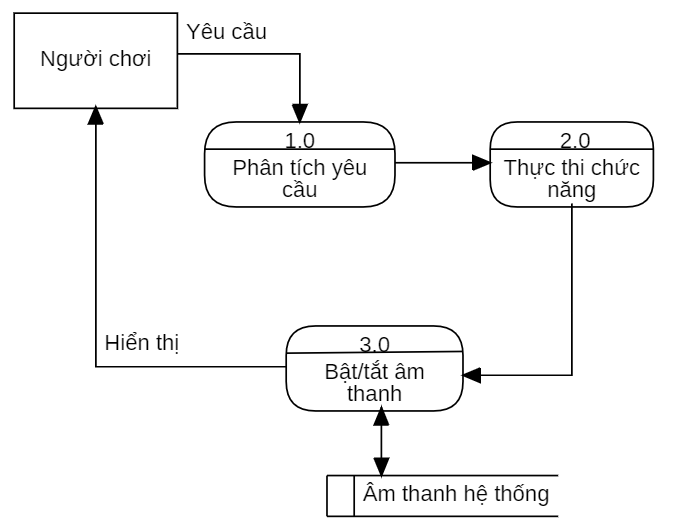 Yêu cầu
Người chơi
1.0
Phân tích yêu
cầu
2.0
Thực thi chức
năng
Hiển thị
3.0
Bật/tắt âm
thanh
Âm thanh hệ thống